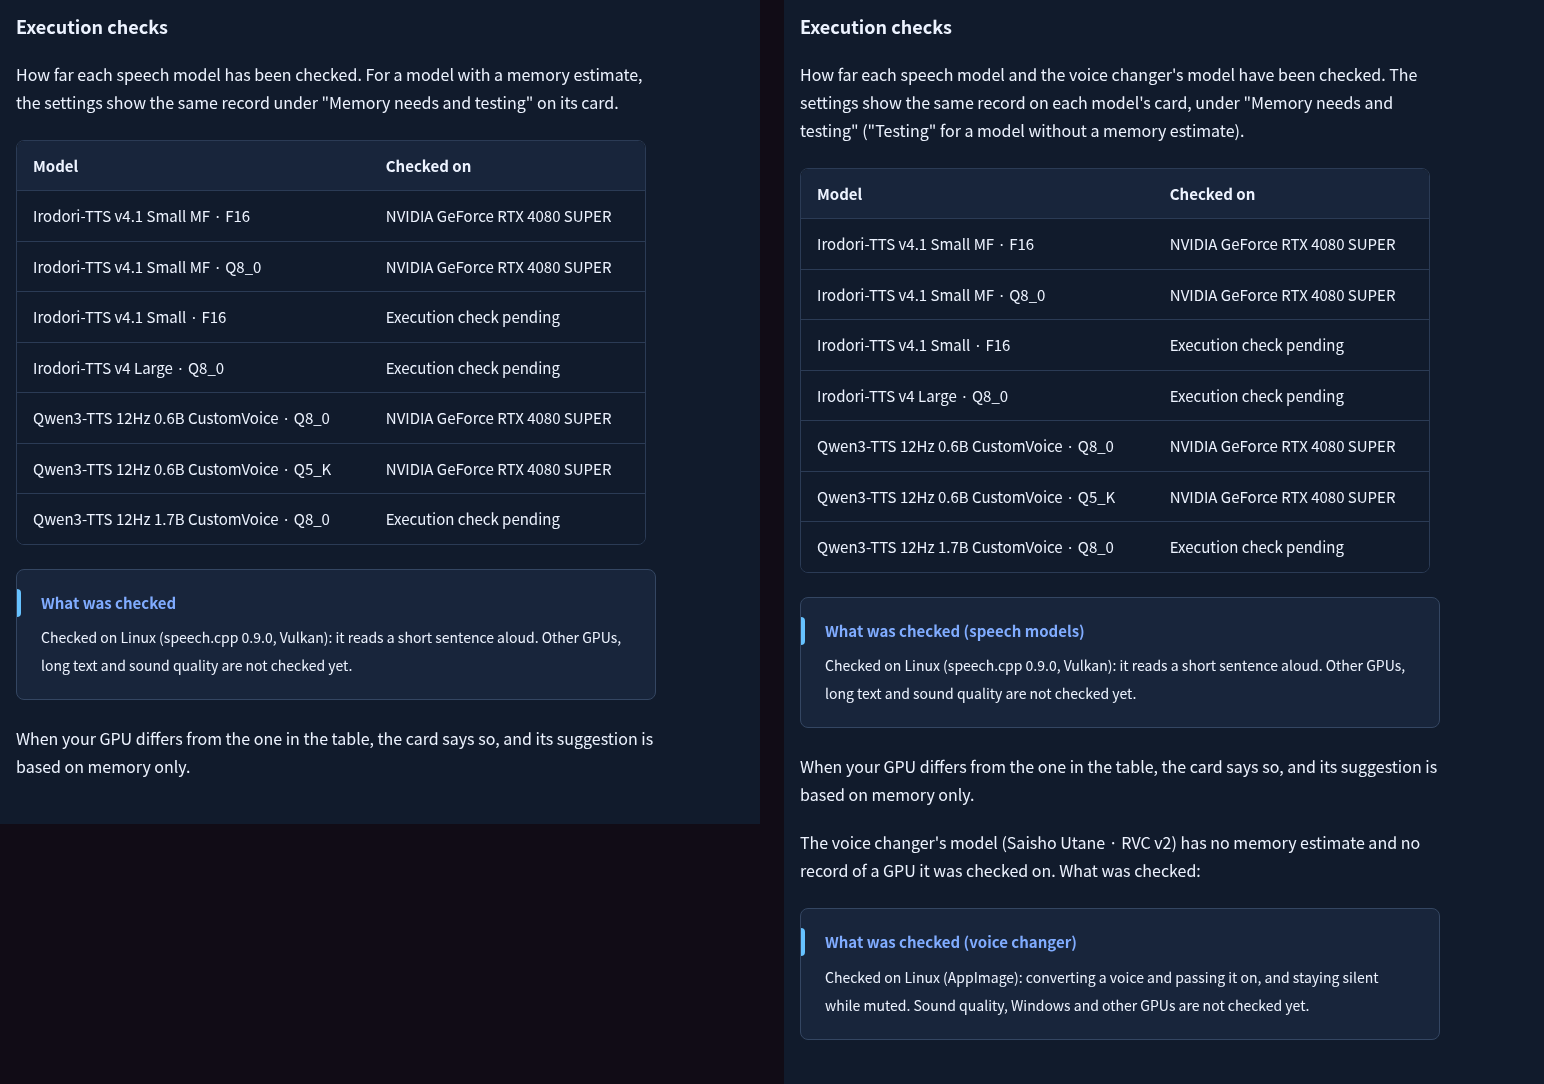 Execution checks
How far each speech model has been checked. For a model with a memory estimate,
the settings show the same record under "Memory needs and testing" on its card.
Model Checked on
Irodori-TTS v4.1 Small MF · F16 NVIDIA GeForce RTX 4080 SUPER
Irodori-TTS v4.1 Small MF · Q8_0 NVIDIA GeForce RTX 4080 SUPER
Irodori-TTS v4.1 Small · F16 Execution check pending
Irodori-TTS v4 Large · Q8_0 Execution check pending
Qwen3-TTS 12Hz 0.6B CustomVoice · Q8_0 NVIDIA GeForce RTX 4080 SUPER
Qwen3-TTS 12Hz 0.6B CustomVoice · Q5_K NVIDIA GeForce RTX 4080 SUPER
Qwen3-TTS 12Hz 1.7B CustomVoice · Q8_0 Execution check pending
What was checked
Checked on Linux (speech.cpp 0.9.0, Vulkan): it reads a short sentence aloud. Other GPUs,
long text and sound quality are not checked yet.
When your GPU differs from the one in the table, the card says so, and its suggestion is
based on memory only.
Execution checks
How far each speech model and the voice changer's model have been checked. The
settings show the same record on each model's card, under "Memory needs and
testing" ("Testing" for a model without a memory estimate).
Model Checked on
Irodori-TTS v4.1 Small MF · F16 NVIDIA GeForce RTX 4080 SUPER
Irodori-TTS v4.1 Small MF · Q8_0 NVIDIA GeForce RTX 4080 SUPER
Irodori-TTS v4.1 Small · F16 Execution check pending
Irodori-TTS v4 Large · Q8_0 Execution check pending
Qwen3-TTS 12Hz 0.6B CustomVoice · Q8_0 NVIDIA GeForce RTX 4080 SUPER
Qwen3-TTS 12Hz 0.6B CustomVoice · Q5_K NVIDIA GeForce RTX 4080 SUPER
Qwen3-TTS 12Hz 1.7B CustomVoice · Q8_0 Execution check pending
What was checked (speech models)
Checked on Linux (speech.cpp 0.9.0, Vulkan): it reads a short sentence aloud. Other GPUs,
long text and sound quality are not checked yet.
When your GPU differs from the one in the table, the card says so, and its suggestion is
based on memory only.
The voice changer's model (Saisho Utane · RVC v2) has no memory estimate and no
record of a GPU it was checked on. What was checked:
What was checked (voice changer)
Checked on Linux (AppImage): converting a voice and passing it on, and staying silent
while muted. Sound quality, Windows and other GPUs are not checked yet.